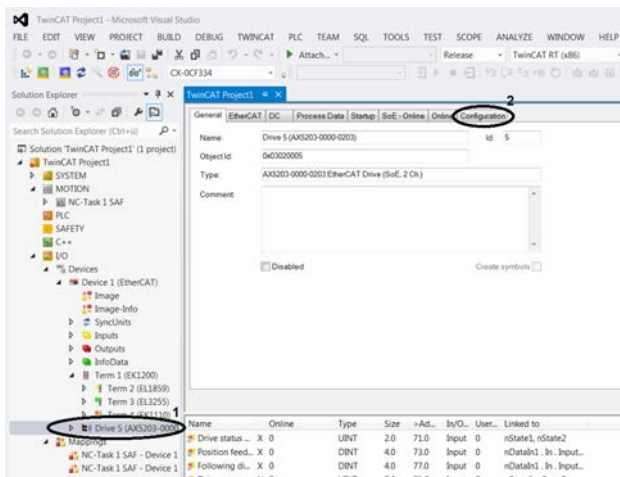 TwinCAT Project1 - Microsoft Visual Studio
FILE EDIT VIEW PROJECT BUILD DEBUG TWINCAT PLC TEAM SQL TOOLS TEST SCOPE ANALYZE WINDOW HELP
Attach... Release TwinCAT RT (x86)
CX-0CF334
Solution Explorer
Search Solution Explorer (Ctrl+ü)
Solution 'TwinCAT Project1' (1 project)
TwinCAT Project1
SYSTEM
MOTION
NC-Task 1 SAF
PLC
SAFETY
C++
I/O
Devices
Device 1 (EtherCAT)
Image
Image-Info
SyncUnits
Inputs
Outputs
InfoData
Term 1 (EK1200)
Term 2 (EL1859)
Term 3 (EL3255)
Term 4 (EK1110)
1
Drive 5 (AX5203-0000
Mappings
NC-Task 1 SAF - Device 1
NC-Task 1 SAF - Device 1
TwinCAT Project1
2
General EtherCAT DC Process Data Startup SoE - Online Online Configuration
Name: Drive 5 (AX5203-0000-0203) Id: 5
Object Id: 0x03020005
Type: AX5203-0000-0203 EtherCAT Drive (SoE, 2 Ch.)
Comment:
Disabled Create symbols
Name Online Type Size >Ad... In/O... User... Linked to
Drive status ... X 0 UINT 2.0 71.0 Input 0 nState1, nState2
Position feed... X 0 DINT 4.0 73.0 Input 0 nDataIn1 . In . Input...
Following di... X 0 DINT 4.0 77.0 Input 0 nDataIn1 . In . Input...